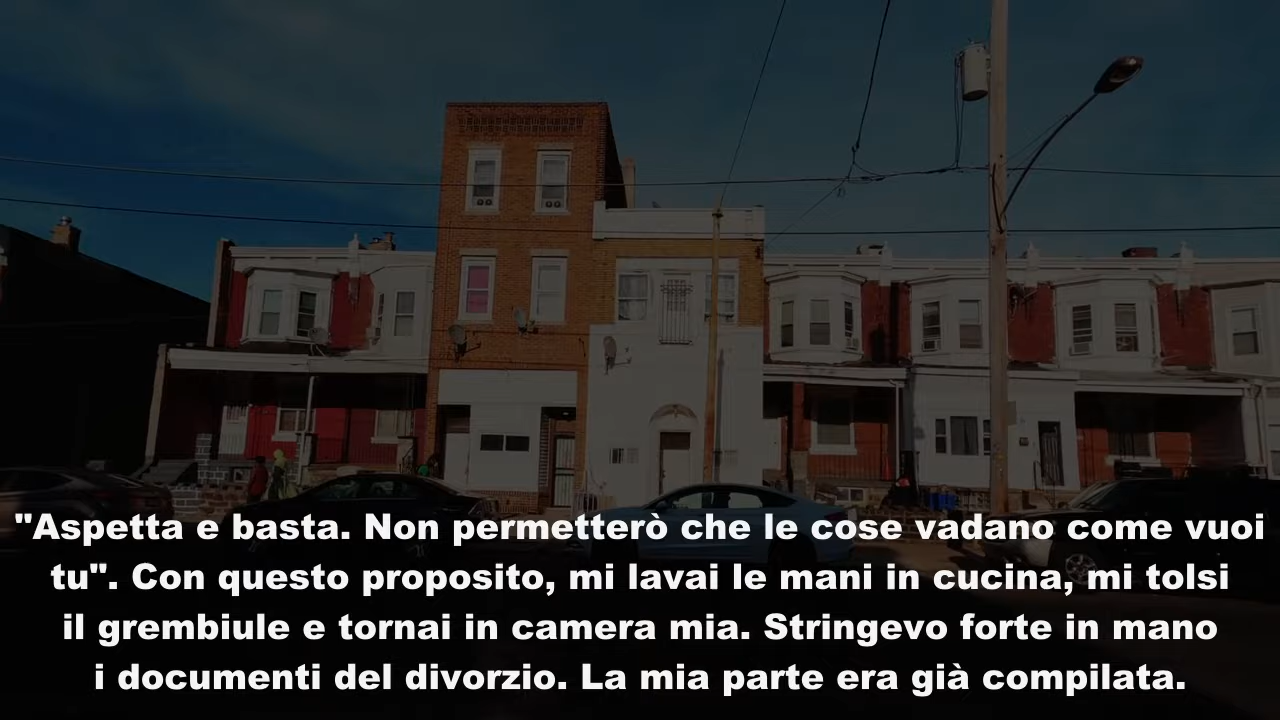 "Aspetta e basta. Non permetterò che le cose vadano come vuoi
tu". Con questo proposito, mi lavai le mani in cucina, mi tolsi
il grembiule e tornai in camera mia. Stringevo forte in mano
i documenti del divorzio. La mia parte era già compilata.